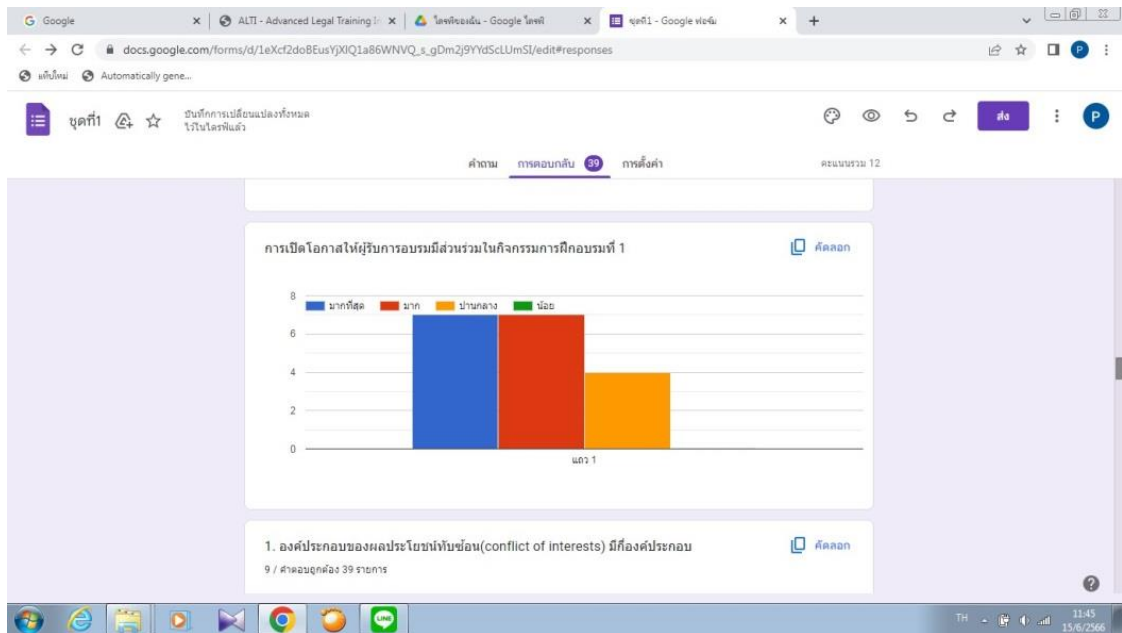 Google
ALTI - Advanced Legal Training In
ไดรฟ์ของฉัน - Google ไดรฟ์
ชุดที่1 - Google ฟอร์ม
docs.google.com/forms/d/1eXcf2doBEusYjXlQ1a86WNVQ_s_gDm2j9YYdScLUmSI/edit#responses
แท็บใหม่
Automatically gene...
ชุดที่1
บันทึกการเปลี่ยนแปลงทั้งหมด
ไว้ในไดรฟ์แล้ว
ส่ง
P
คำถาม
การตอบกลับ 39
การตั้งค่า
คะแนนรวม 12
การเปิดโอกาสให้ผู้รับการอบรมมีส่วนร่วมในกิจกรรมการฝึกอบรมที่ 1
คัดลอก
มากที่สุด มาก ปานกลาง น้อย
8
6
4
2
0
แถว 1
1. องค์ประกอบของผลประโยชน์ทับซ้อน(conflict of interests) มีกี่องค์ประกอบ
คัดลอก
9 / คำตอบถูกต้อง 39 รายการ
LINE
TH
11:45
15/6/2566